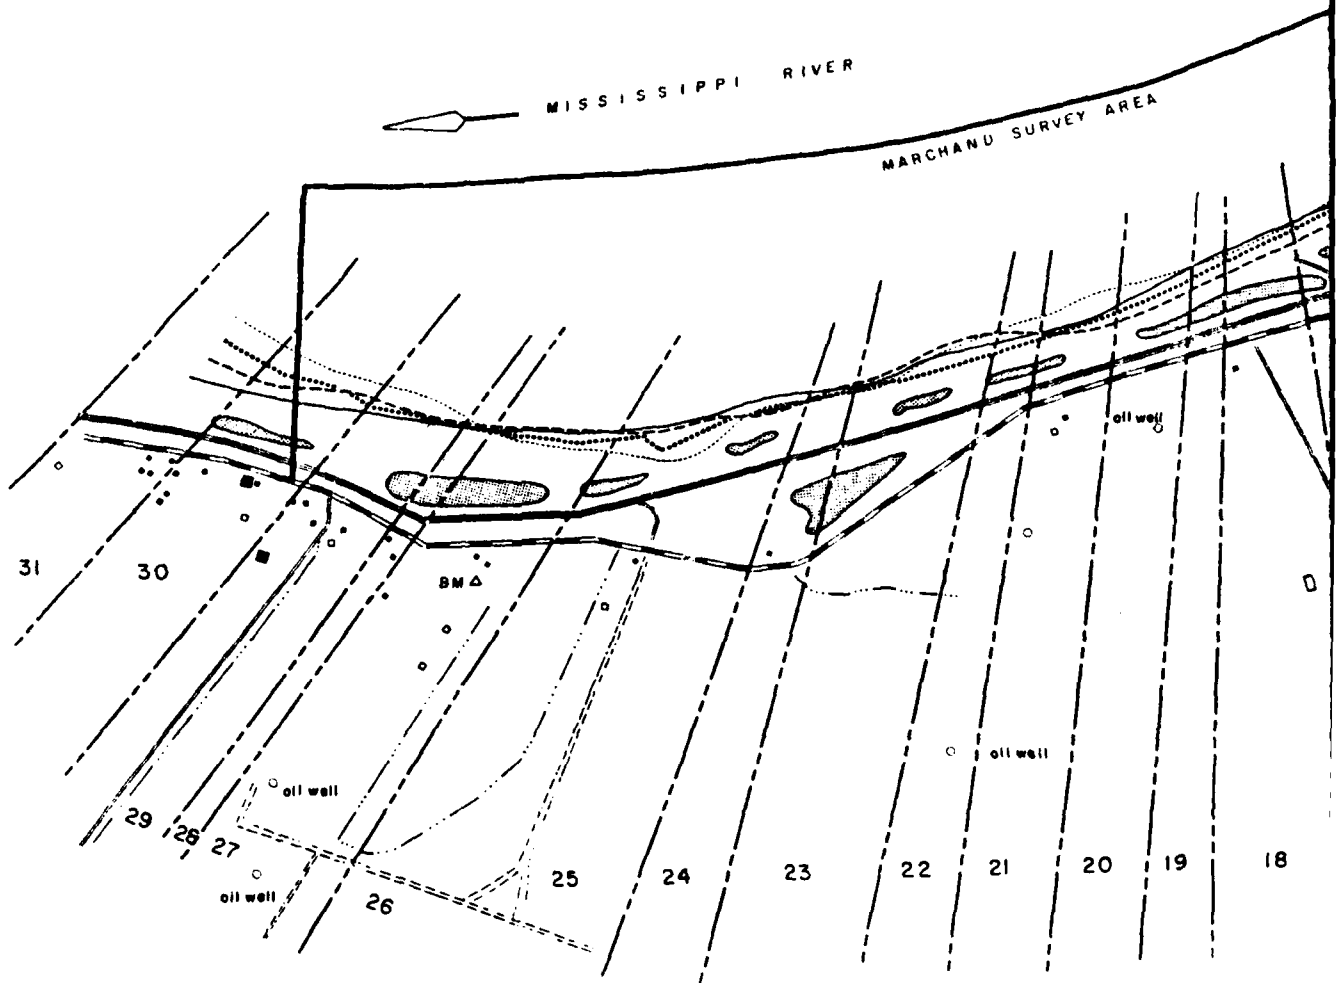 MISSISSIPPI RIVER
MARCHAND SURVEY AREA
oil well
BM
31
30
oil well
oil well
29
28
27
oil well
26
25
24
23
22
21
20
19
18